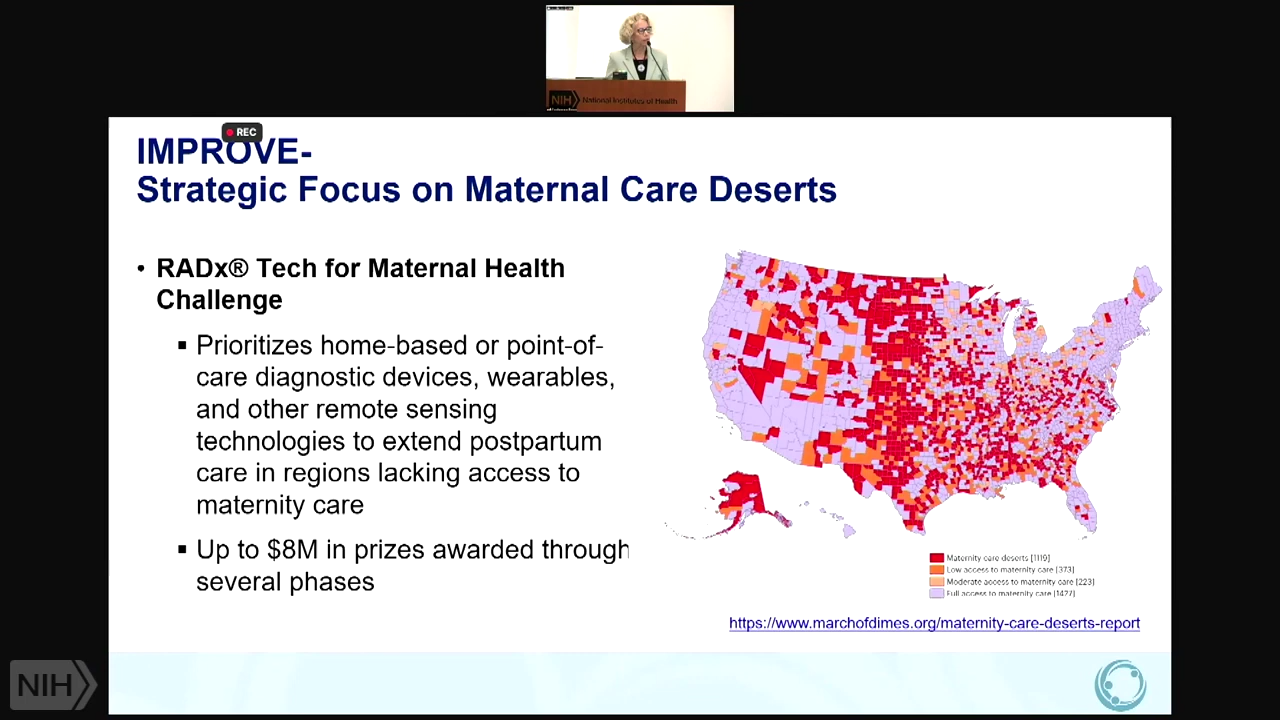 NIH National Institutes of Health
REC
IMPROVE-
Strategic Focus on Maternal Care Deserts
• RADx® Tech for Maternal Health
Challenge
▪ Prioritizes home-based or point-of-
care diagnostic devices, wearables,
and other remote sensing
technologies to extend postpartum
care in regions lacking access to
maternity care
▪ Up to $8M in prizes awarded through
several phases
Maternity care deserts [1119]
Low access to maternity care [373]
Moderate access to maternity care [223]
Full access to maternity care [1427]
https://www.marchofdimes.org/maternity-care-deserts-report
NIH